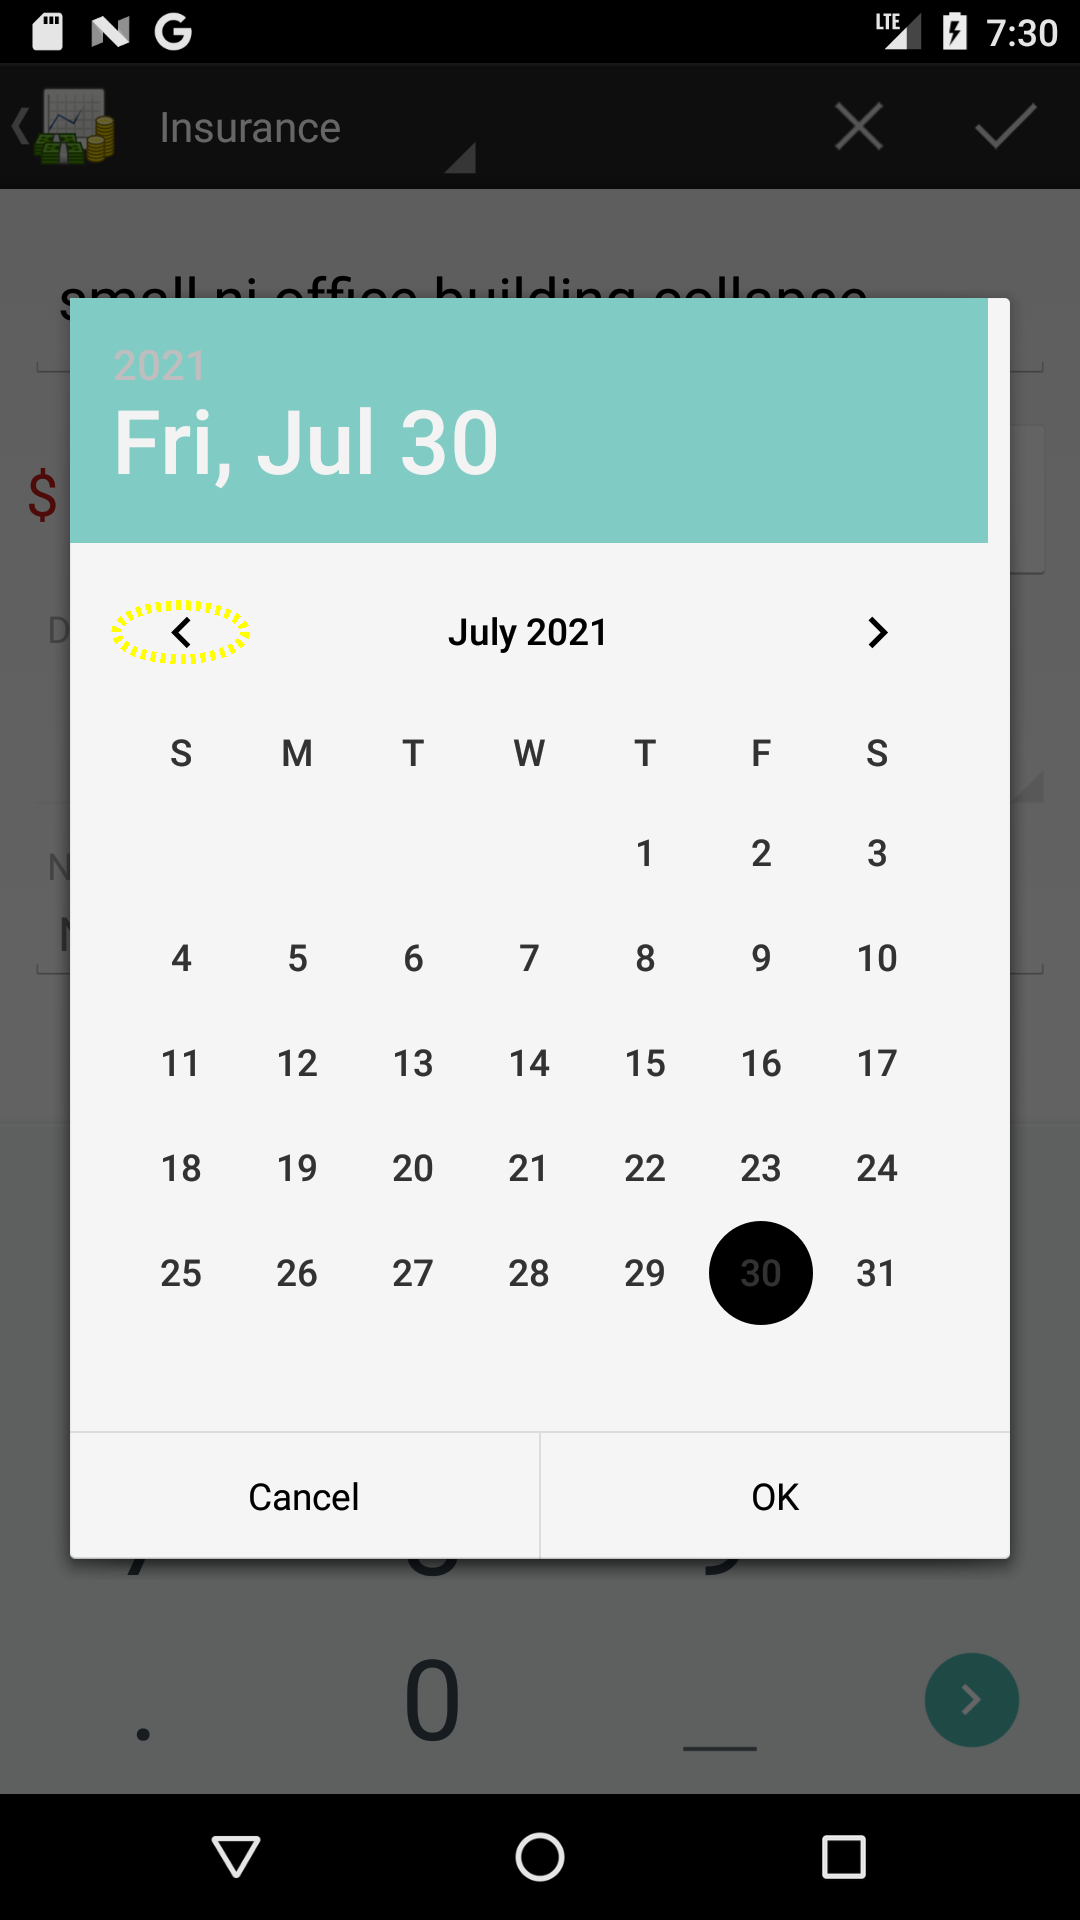 LTE 7:30
Insurance
small nj office building collapse
2021
Fri, Jul 30
$
July 2021
S M T W T F S
1 2 3
4 5 6 7 8 9 10
11 12 13 14 15 16 17
18 19 20 21 22 23 24
25 26 27 28 29 30 31
Cancel OK
. 0